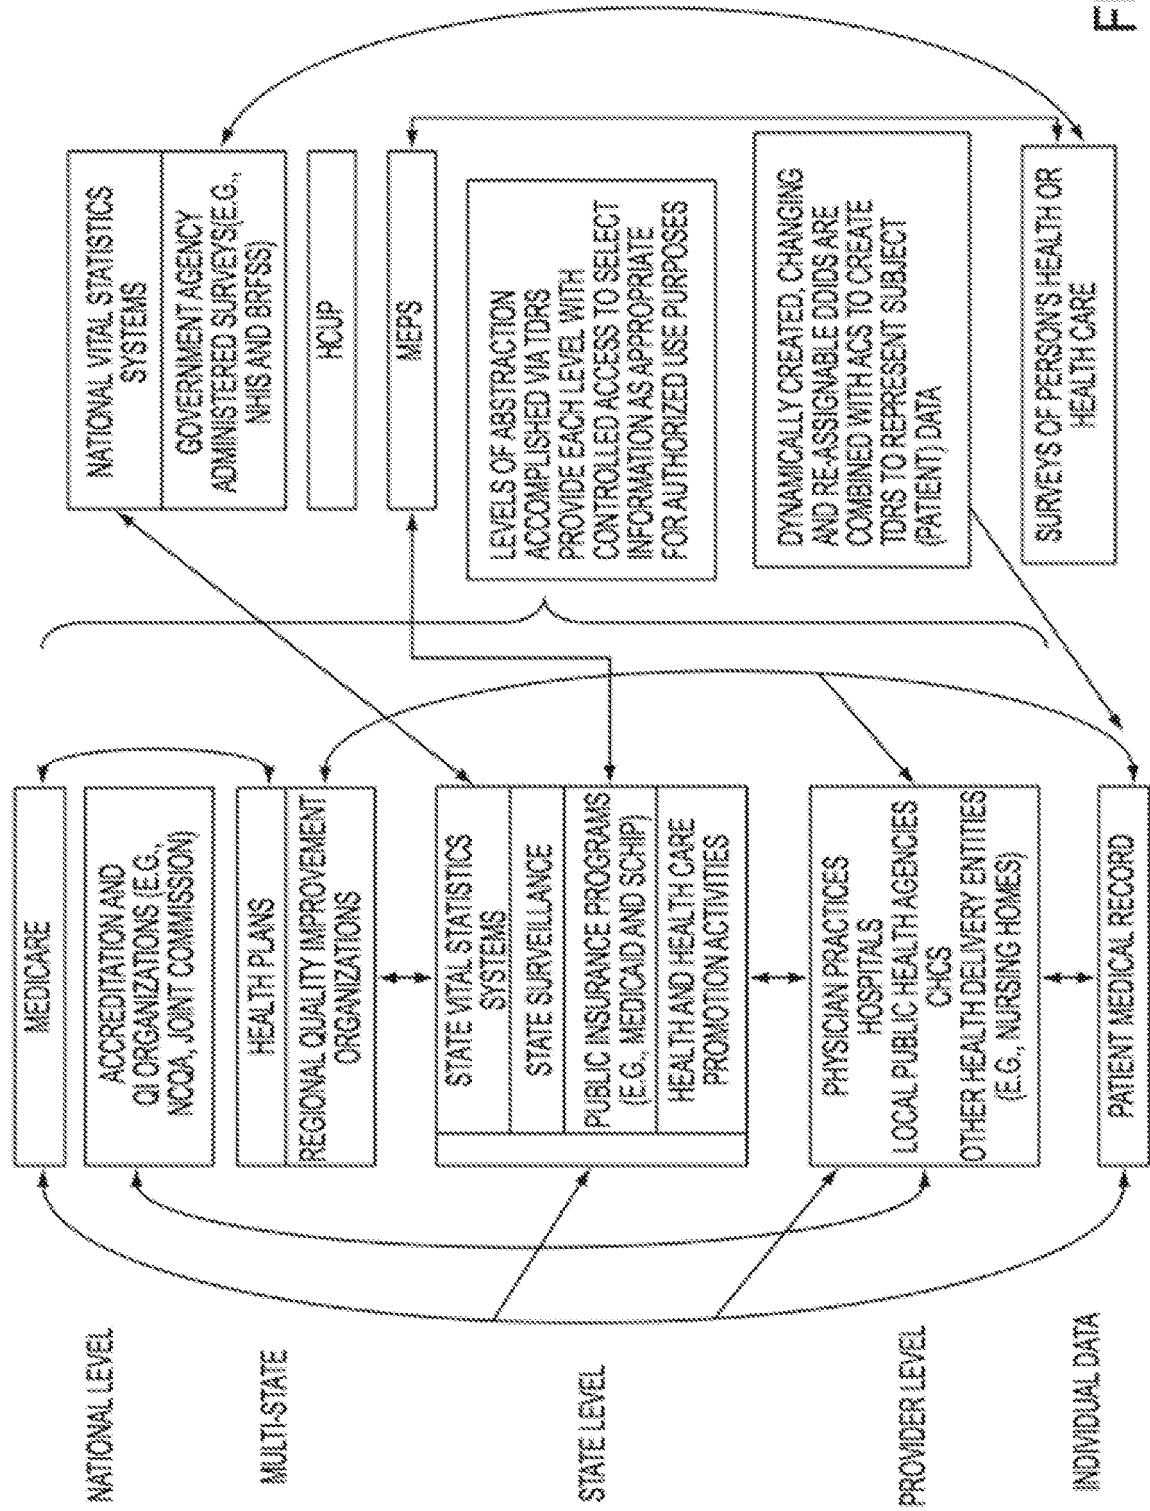 NATIONAL LEVEL
MULTI-STATE
STATE LEVEL
PROVIDER LEVEL
INDIVIDUAL DATA
MEDICARE
ACCREDITATION AND
QI ORGANIZATIONS (E.G.,
NCQA, JOINT COMMISSION)
HEALTH PLANS
REGIONAL QUALITY IMPROVEMENT
ORGANIZATIONS
STATE VITAL STATISTICS
SYSTEMS
STATE SURVEILLANCE
PUBLIC INSURANCE PROGRAMS
(E.G., MEDICAID AND SCHIP)
HEALTH AND HEALTH CARE
PROMOTION ACTIVITIES
PHYSICIAN PRACTICES
HOSPITALS
LOCAL PUBLIC HEALTH AGENCIES
CHCS
OTHER HEALTH DELIVERY ENTITIES
(E.G., NURSING HOMES)
PATIENT MEDICAL RECORD
NATIONAL VITAL STATISTICS
SYSTEMS
GOVERNMENT AGENCY
ADMINISTERED SURVEYS(E.G.,
NHIS AND BRFSS)
HCUP
MEPS
LEVELS OF ABSTRACTION
ACCOMPLISHED VIA TDRS
PROVIDE EACH LEVEL WITH
CONTROLLED ACCESS TO SELECT
INFORMATION AS APPROPRIATE
FOR AUTHORIZED USE PURPOSES
DYNAMICALLY CREATED, CHANGING
AND RE-ASSIGNABLE DDIDS ARE
COMBINED WITH ACS TO CREATE
TDRS TO REPRESENT SUBJECT
(PATIENT) DATA
SURVEYS OF PERSON'S HEALTH OR
HEALTH CARE